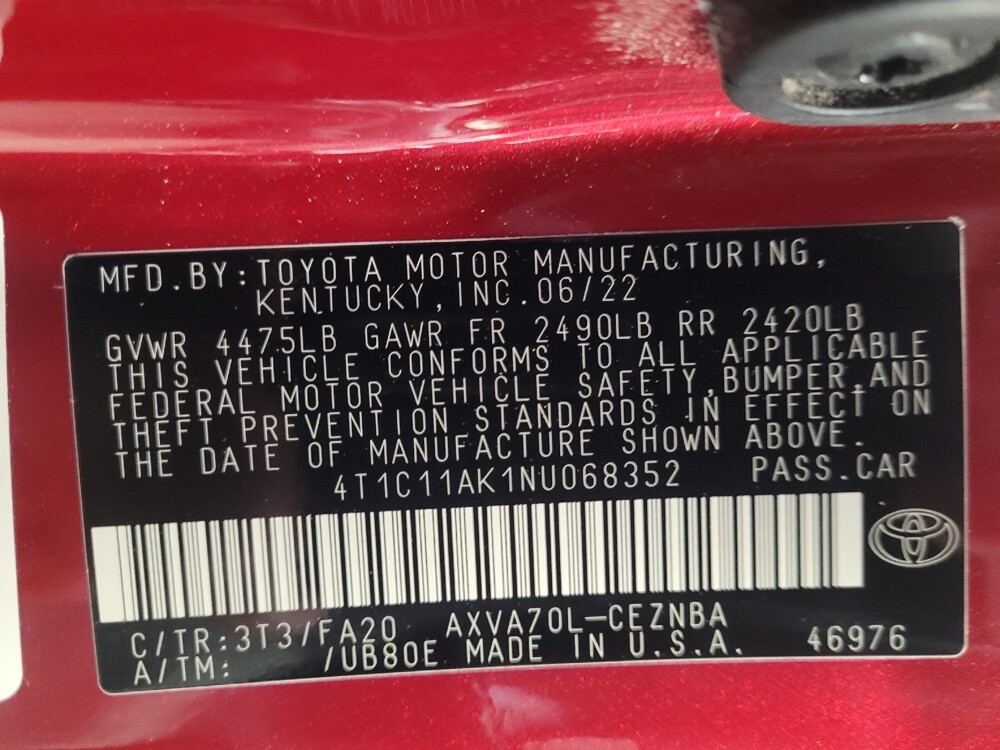 MFD.BY:TOYOTA MOTOR MANUFACTURING,
KENTUCKY, INC. 06/22
GVWR 4475LB GAWR FR 2490LB RR 2420LB
THIS VEHICLE CONFORMS TO ALL APPLICABLE
FEDERAL MOTOR VEHICLE SAFETY,BUMPER,AND
THEFT PREVENTION STANDARDS IN EFFECT ON
THE DATE OF MANUFACTURE SHOWN ABOVE.
4T1C11AK1NU068352 PASS.CAR
C/TR:3T3/FA20 AXVA70L-CEZNBA
A/TM: /UB80E MADE IN U.S.A. 46976